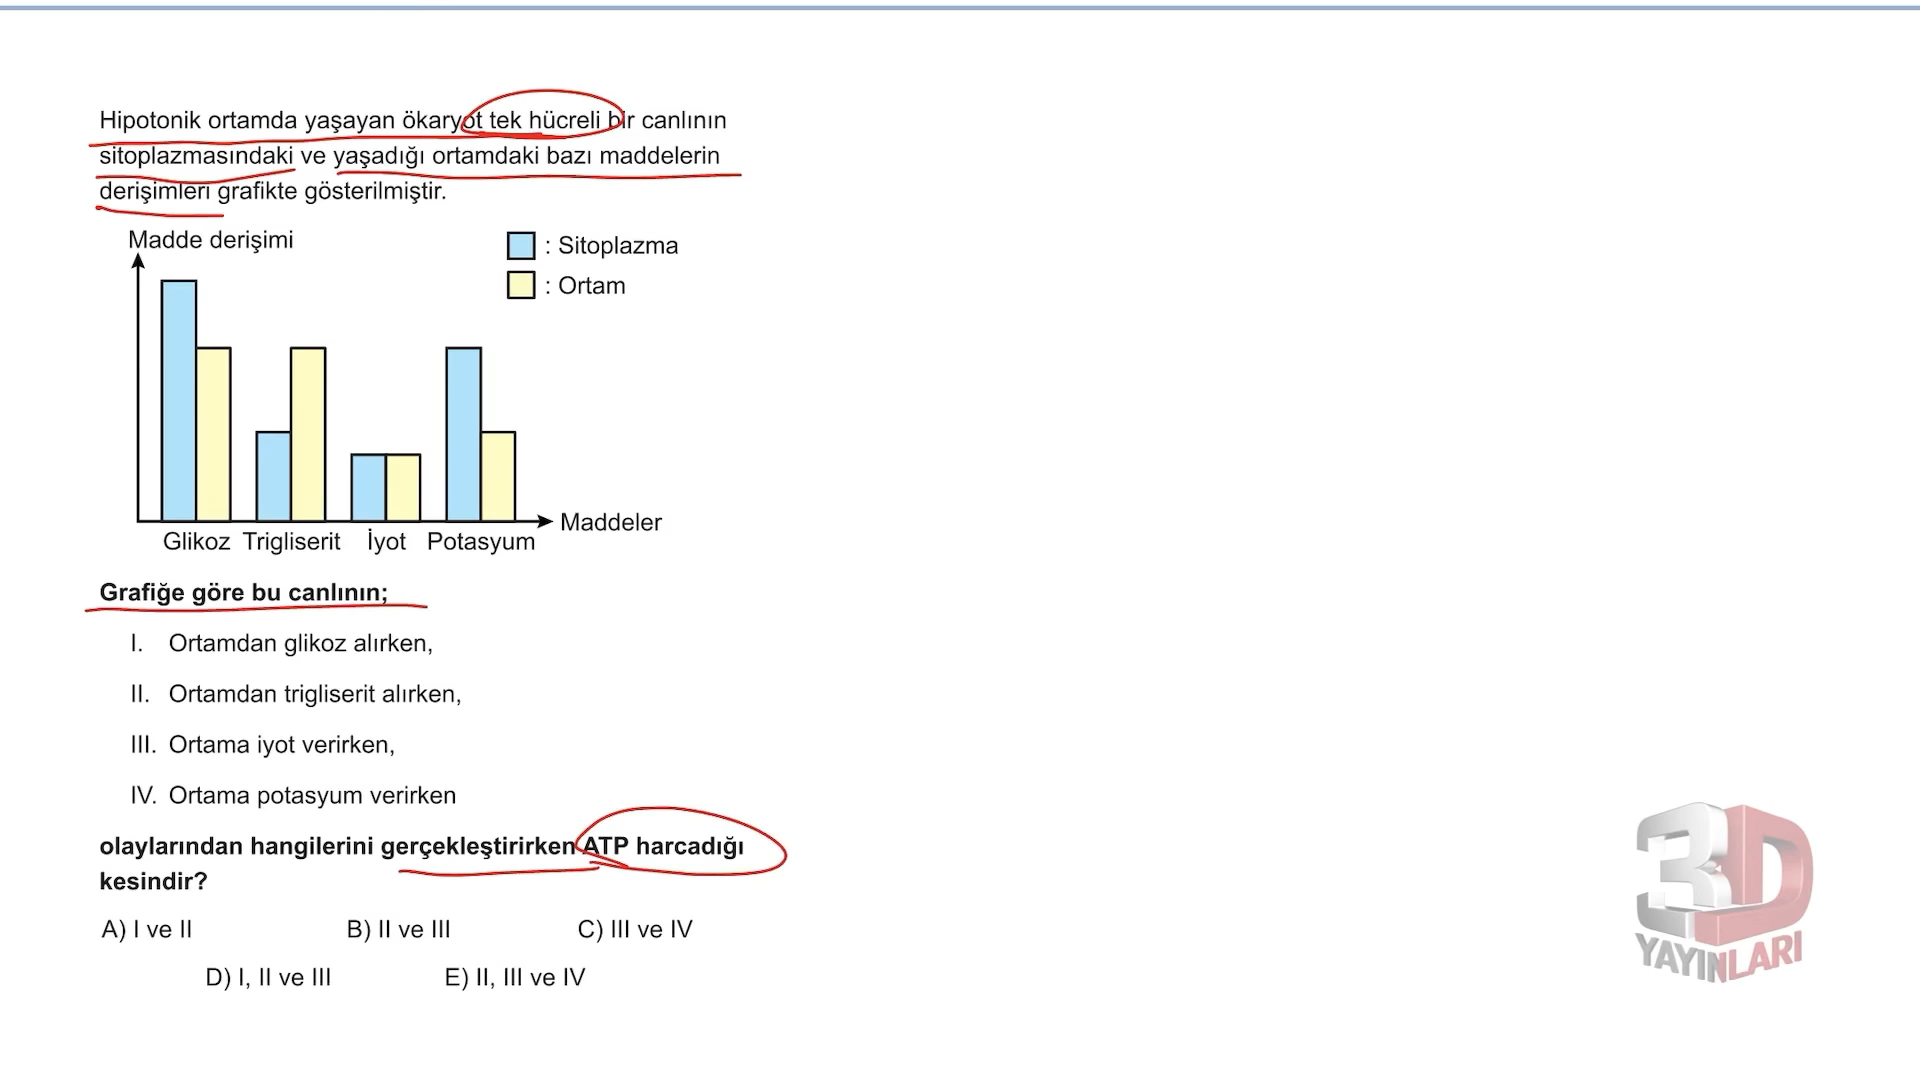 Hipotonik ortamda yaşayan ökaryot tek hücreli bir canlının
sitoplazmasındaki ve yaşadığı ortamdaki bazı maddelerin
derişimleri grafikte gösterilmiştir.
Madde derişimi
: Sitoplazma
: Ortam
Maddeler
Glikoz Trigliserit İyot Potasyum
Grafiğe göre bu canlının;
I. Ortamdan glikoz alırken,
II. Ortamdan trigliserit alırken,
III. Ortama iyot verirken,
IV. Ortama potasyum verirken
olaylarından hangilerini gerçekleştirirken ATP harcadığı
kesindir?
A) I ve II B) II ve III C) III ve IV
D) I, II ve III E) II, III ve IV
3D
YAYINLARI